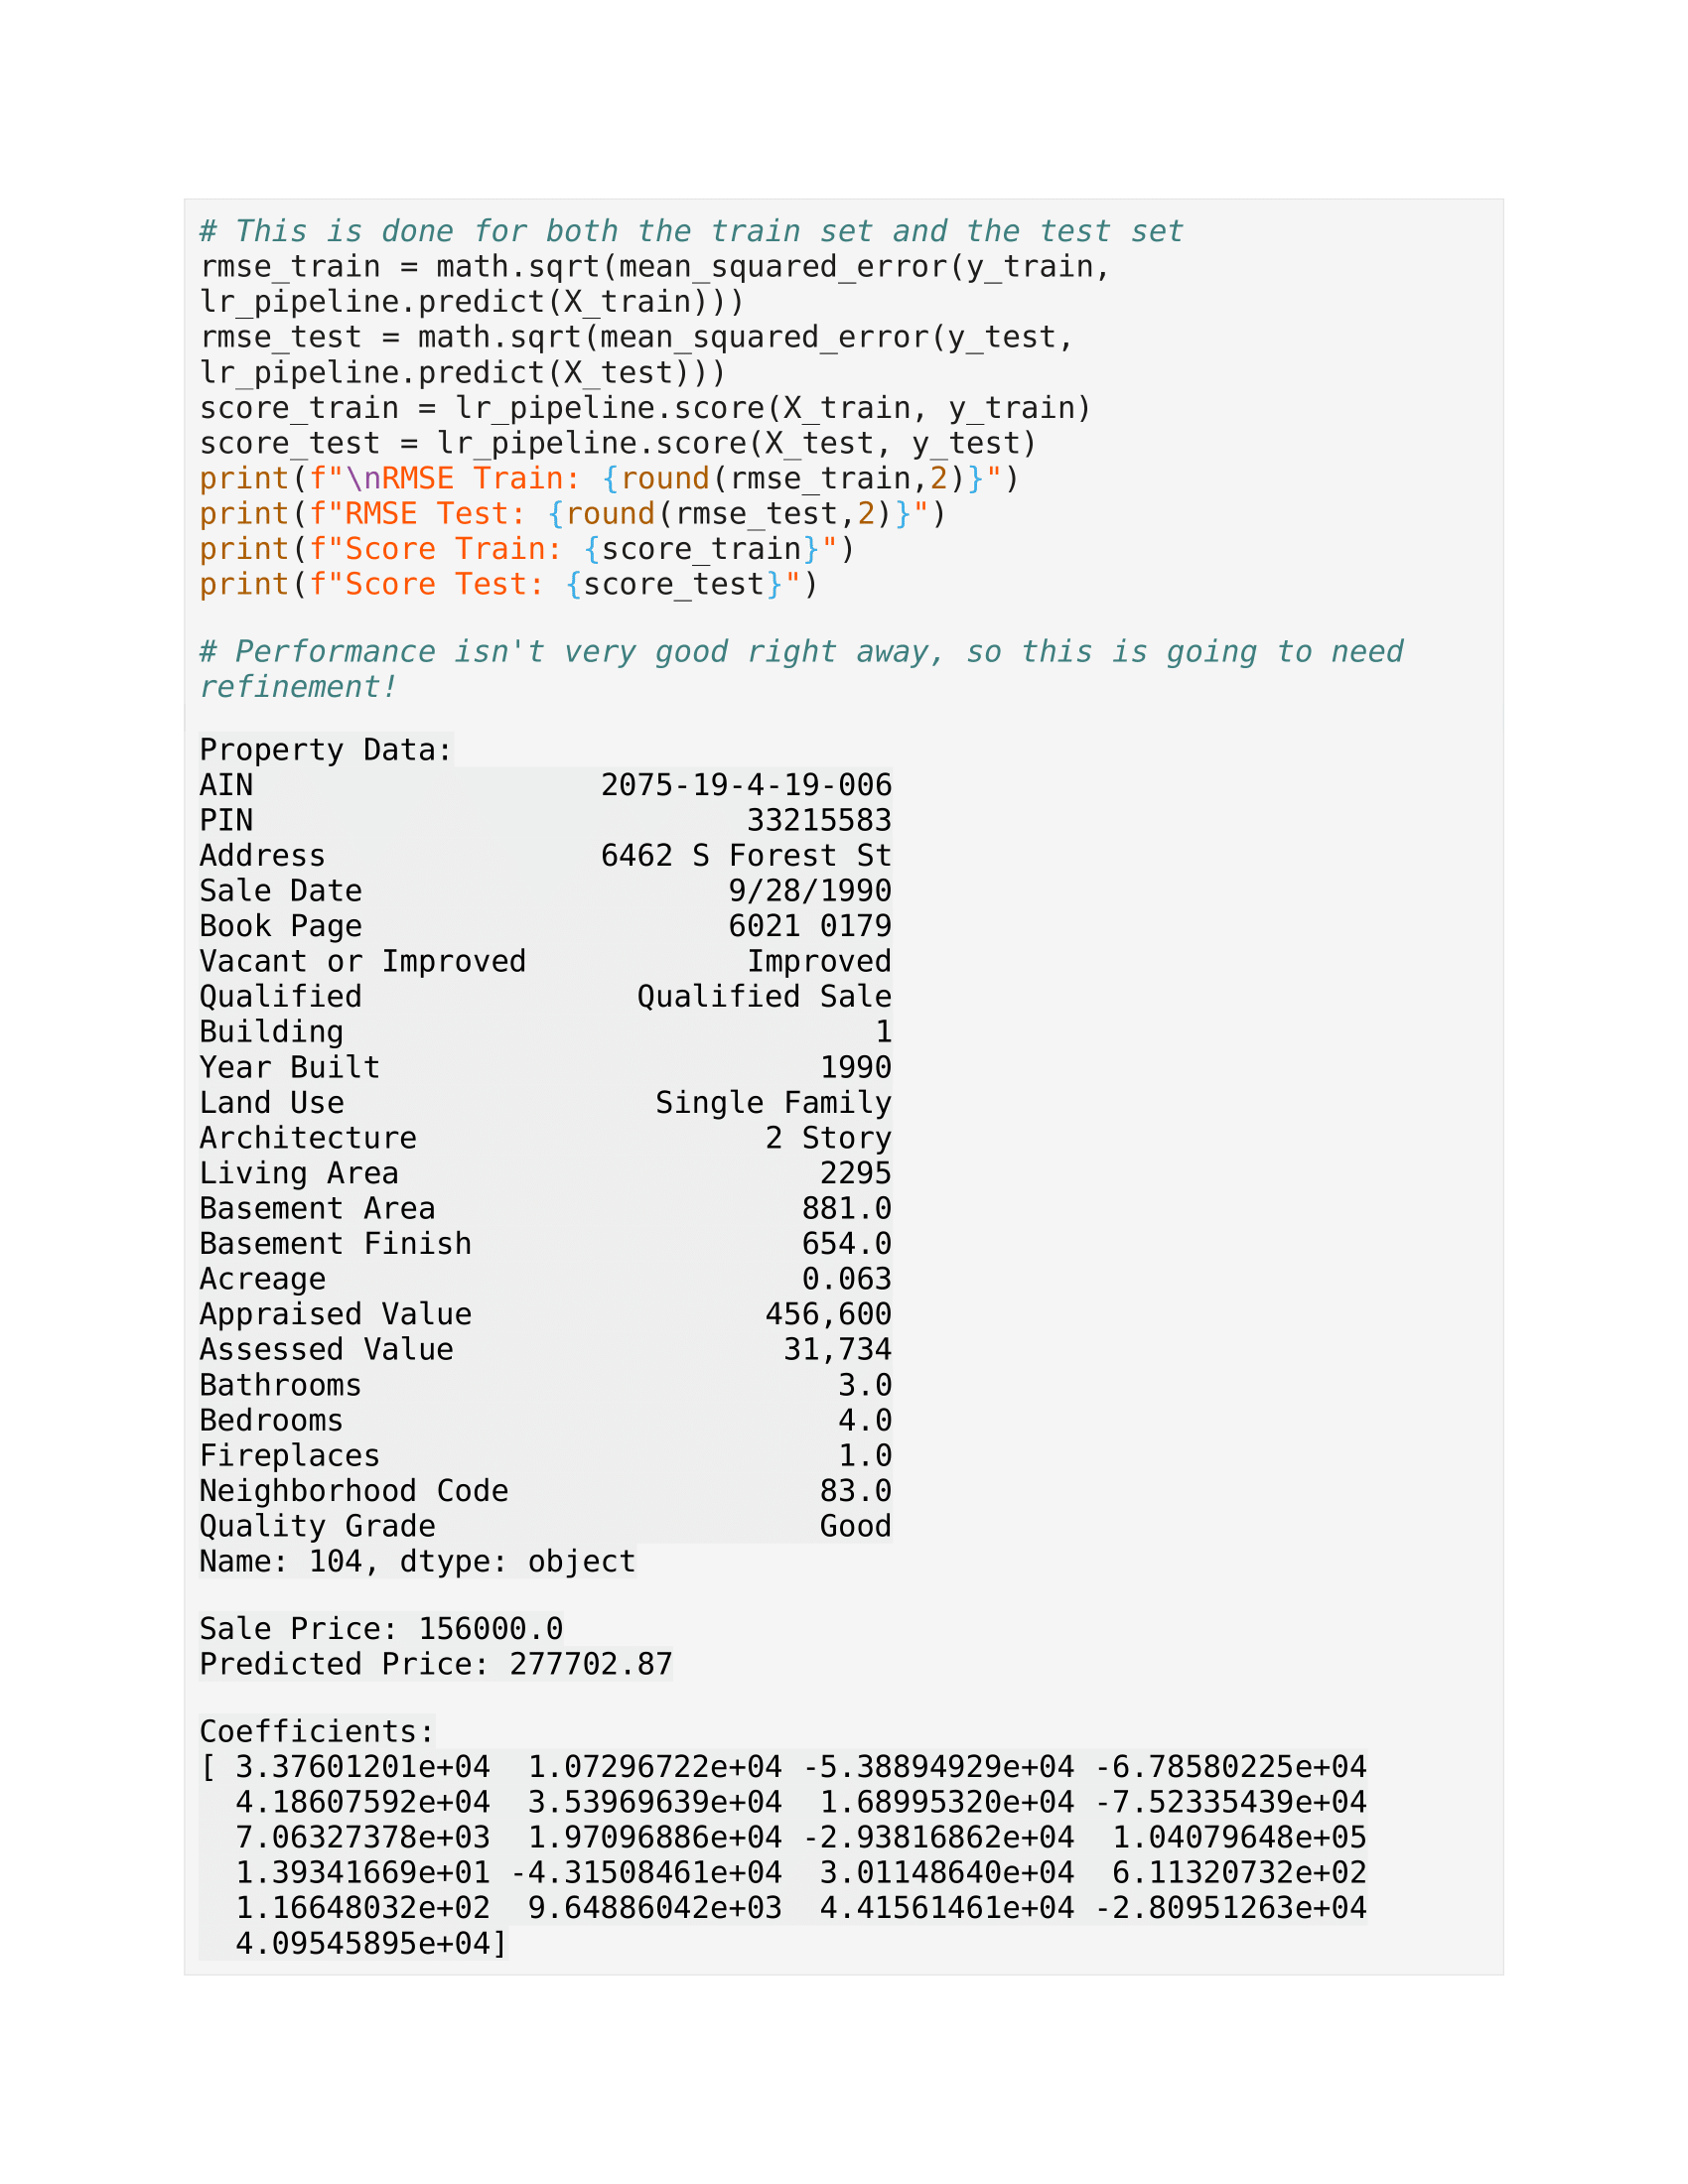 # This is done for both the train set and the test set
rmse_train = math.sqrt(mean_squared_error(y_train,
lr_pipeline.predict(X_train)))
rmse_test = math.sqrt(mean_squared_error(y_test,
lr_pipeline.predict(X_test)))
score_train = lr_pipeline.score(X_train, y_train)
score_test = lr_pipeline.score(X_test, y_test)
print(f"\nRMSE Train: {round(rmse_train,2)}")
print(f"RMSE Test: {round(rmse_test,2)}")
print(f"Score Train: {score_train}")
print(f"Score Test: {score_test}")

# Performance isn't very good right away, so this is going to need
refinement!

Property Data:
AIN                   2075-19-4-19-006
PIN                           33215583
Address               6462 S Forest St
Sale Date                    9/28/1990
Book Page                    6021 0179
Vacant or Improved            Improved
Qualified               Qualified Sale
Building                             1
Year Built                        1990
Land Use                 Single Family
Architecture                   2 Story
Living Area                       2295
Basement Area                    881.0
Basement Finish                  654.0
Acreage                          0.063
Appraised Value                456,600
Assessed Value                  31,734
Bathrooms                          3.0
Bedrooms                           4.0
Fireplaces                         1.0
Neighborhood Code                 83.0
Quality Grade                     Good
Name: 104, dtype: object

Sale Price: 156000.0
Predicted Price: 277702.87

Coefficients:
[ 3.37601201e+04  1.07296722e+04 -5.38894929e+04 -6.78580225e+04
  4.18607592e+04  3.53969639e+04  1.68995320e+04 -7.52335439e+04
  7.06327378e+03  1.97096886e+04 -2.93816862e+04  1.04079648e+05
  1.39341669e+01 -4.31508461e+04  3.01148640e+04  6.11320732e+02
  1.16648032e+02  9.64886042e+03  4.41561461e+04 -2.80951263e+04
  4.09545895e+04]